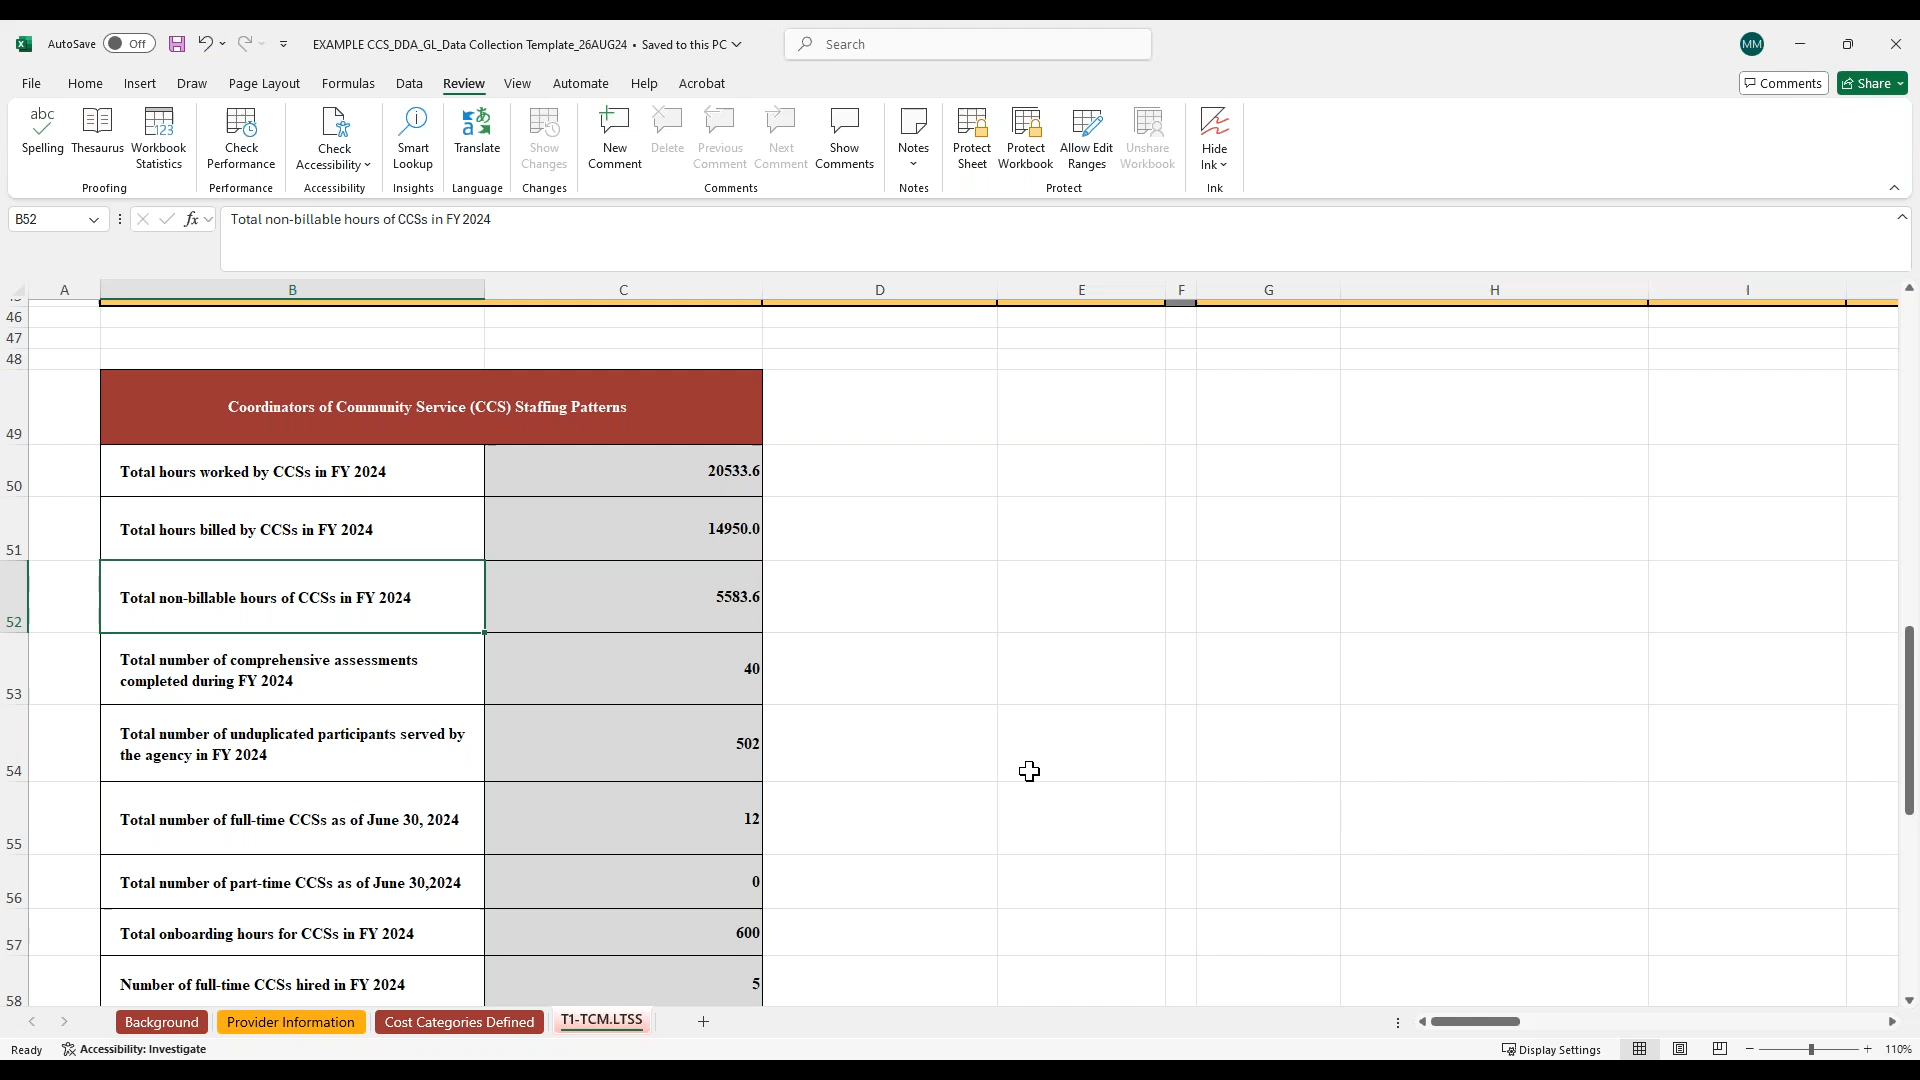 AutoSave Off EXAMPLE CCS_DDA_GL_Data Collection Template_26AUG24 • Saved to this PC Search MM
File Home Insert Draw Page Layout Formulas Data Review View Automate Help Acrobat Comments Share
abc
Spelling Thesaurus Workbook Statistics Check Performance Check Accessibility Smart Lookup Translate Show Changes New Comment Delete Previous Comment Next Comment Show Comments Notes Protect Sheet Protect Workbook Allow Edit Ranges Unshare Workbook Hide Ink
Proofing Performance Accessibility Insights Language Changes Comments Notes Protect Ink
B52 fx Total non-billable hours of CCSs in FY 2024
A B C D E F G H I
46
47
48
49 Coordinators of Community Service (CCS) Staffing Patterns
50 Total hours worked by CCSs in FY 2024 20533.6
51 Total hours billed by CCSs in FY 2024 14950.0
52 Total non-billable hours of CCSs in FY 2024 5583.6
53 Total number of comprehensive assessments
completed during FY 2024 40
54 Total number of unduplicated participants served by
the agency in FY 2024 502
55 Total number of full-time CCSs as of June 30, 2024 12
56 Total number of part-time CCSs as of June 30,2024 0
57 Total onboarding hours for CCSs in FY 2024 600
58 Number of full-time CCSs hired in FY 2024 5
Background Provider Information Cost Categories Defined T1-TCM.LTSS
Ready Accessibility: Investigate Display Settings 110%